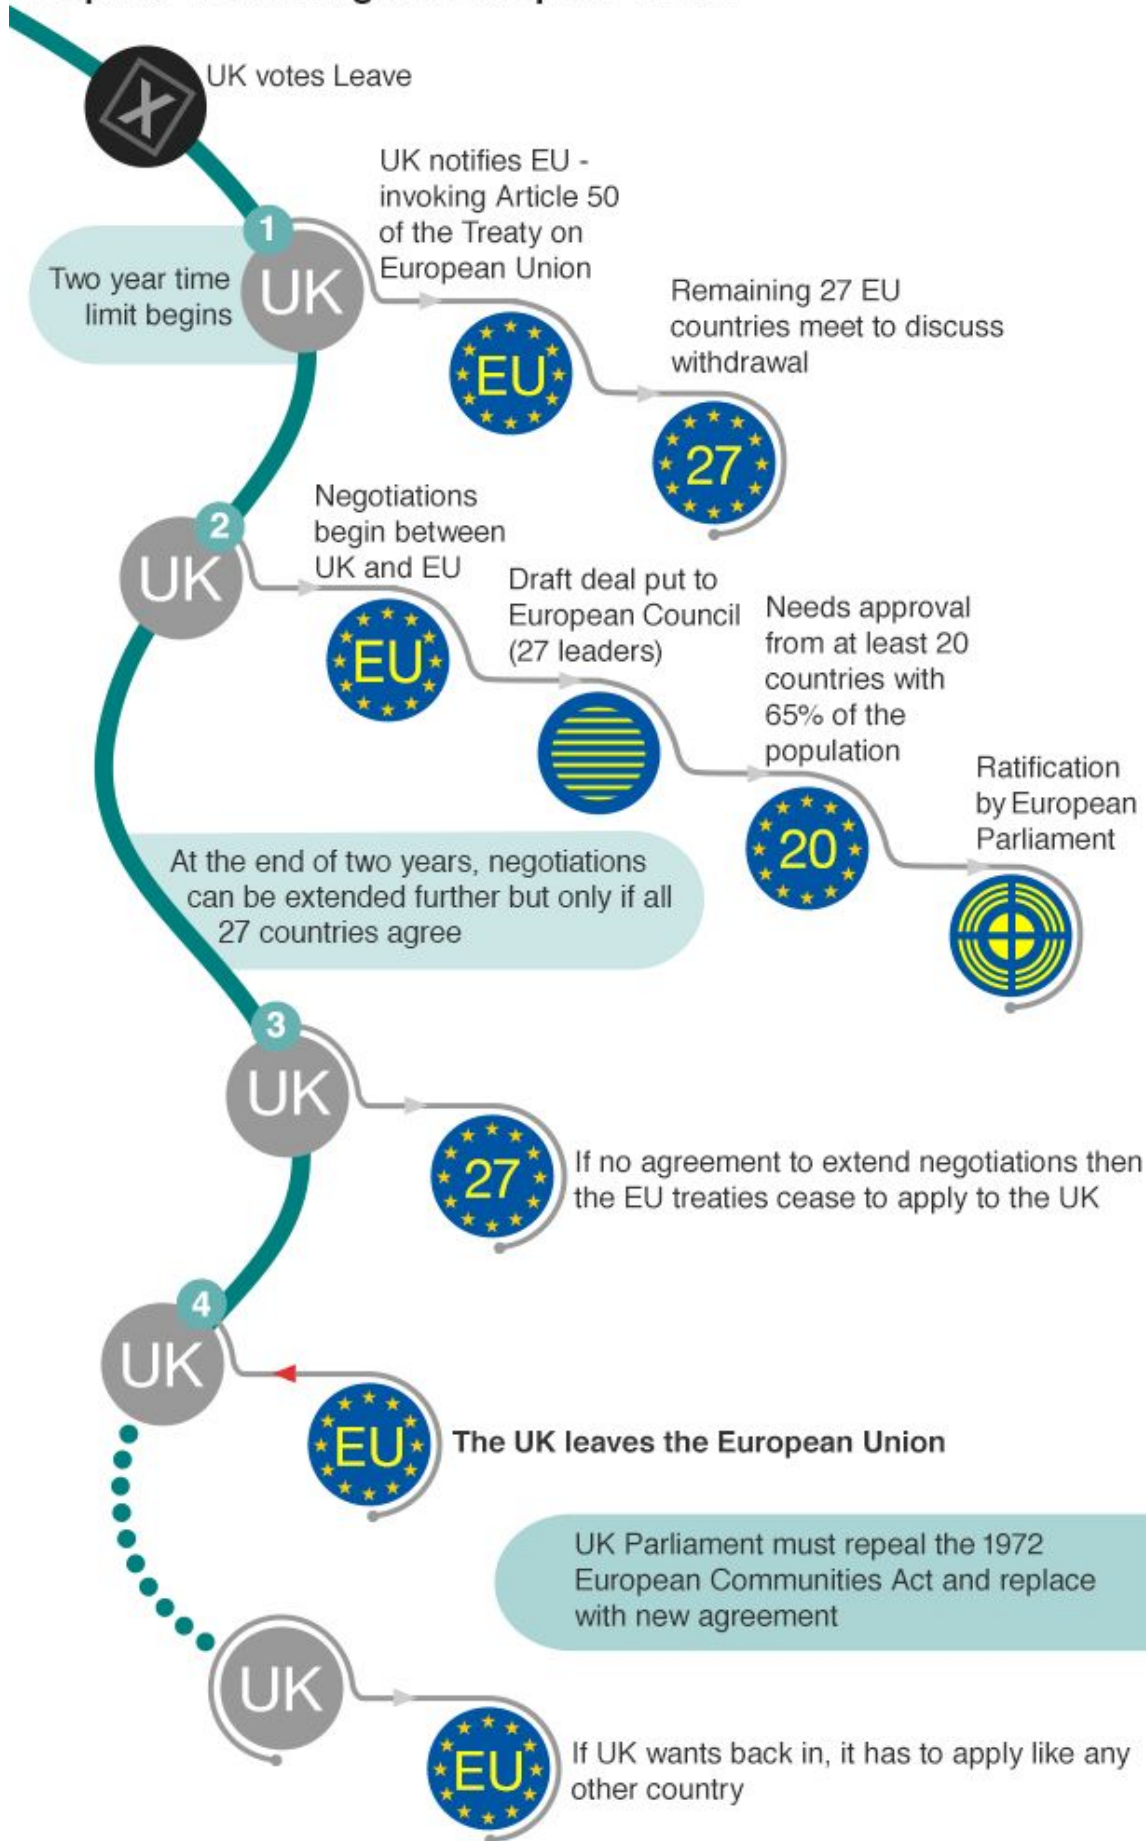 UK votes Leave
1
UK notifies EU -
invoking Article 50
of the Treaty on
European Union
Two year time
limit begins
UK
EU
Remaining 27 EU
countries meet to discuss
withdrawal
27
2
UK
Negotiations
begin between
UK and EU
EU
Draft deal put to
European Council
(27 leaders)
Needs approval
from at least 20
countries with
65% of the
population
20
Ratification
by European
Parliament
At the end of two years, negotiations
can be extended further but only if all
27 countries agree
3
UK
27
If no agreement to extend negotiations then
the EU treaties cease to apply to the UK
4
UK
EU
The UK leaves the European Union
UK Parliament must repeal the 1972
European Communities Act and replace
with new agreement
UK
EU
If UK wants back in, it has to apply like any
other country